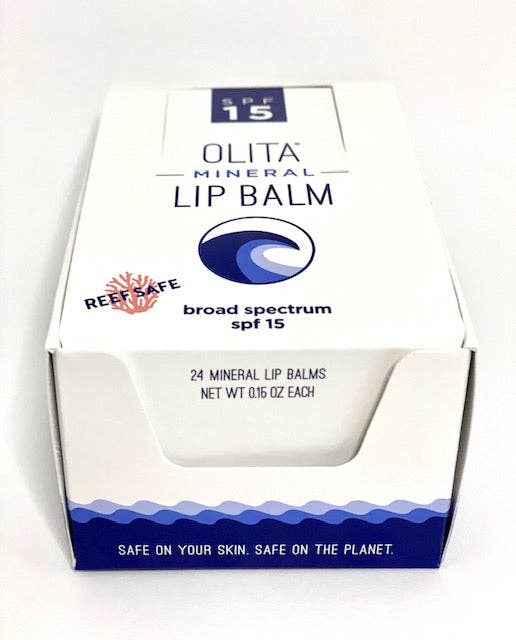 SPF
15
OLITA™
MINERAL
LIP BALM
REEF SAFE
broad spectrum
spf 15
24 MINERAL LIP BALMS
NET WT 0.15 OZ EACH
SAFE ON YOUR SKIN. SAFE ON THE PLANET.